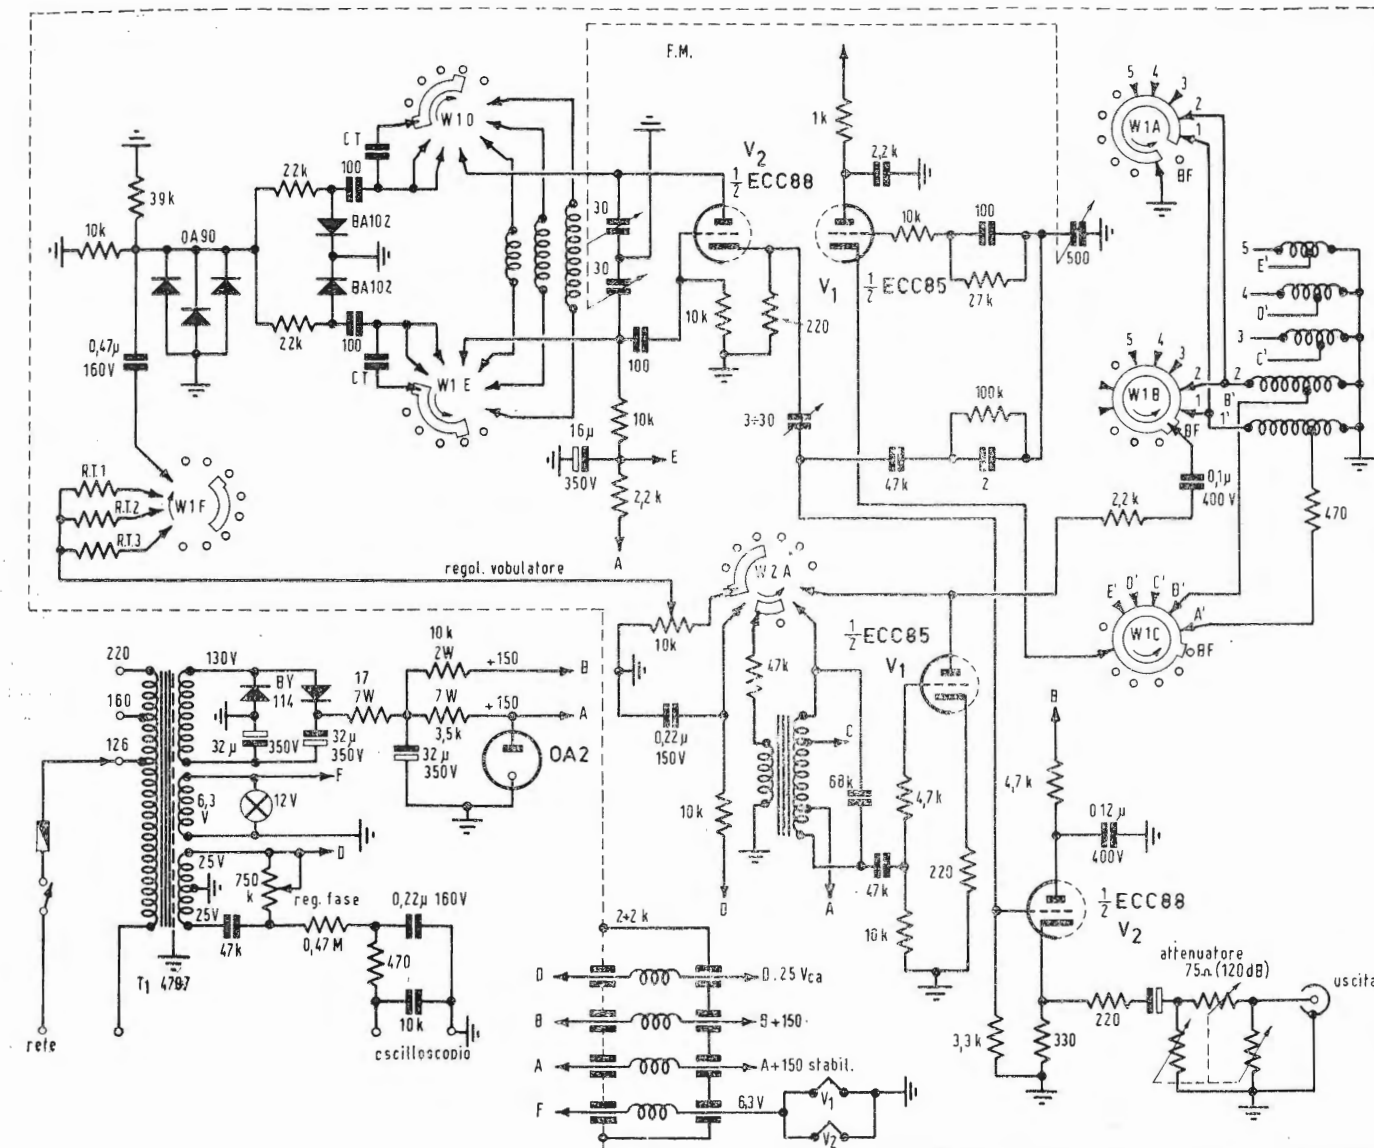 F.M.
W1D
CT
100
22k
39k
10k
OA90
BA102
BA102
22k
100
CT
W1E
0,47µ
160V
R.T.1
R.T.2
R.T.3
W1F
30
30
V2
½ ECC88
10k
220
100
10k
16µ
350V
E
2,2k
A
regol. vobulatore
1k
2,2k
10k
100
27k
500
V1
½ ECC85
3÷30
100k
47k
2
5
4
3
2
1
W1A
BF
5
E'
4
D'
3
C'
2
B'
1'
5
4
3
2
1
W1B
BF
0,1µ
400V
2,2k
470
E'
D'
C'
B'
A'
W1C
BF
W2A
10k
0,22µ
150V
10k
D
47k
C
68k
A
47k
½ ECC85
V1
4,7k
10k
220
220
160
126
130V
BY
114
32µ
350V
32µ
350V
17
7W
10k
2W
+150
B
7W
3,5k
+150
A
32µ
350V
OA2
6,3
V
12V
F
25V
25V
D
750
k
reg. fase
47k
0,47M
0,22µ 160V
470
10k
oscilloscopio
T1 4787
rete
2+2k
D
D.25 Vca
B
B+150
A
A+150 stabil.
F
6,3V
V1
V2
B
4,7k
0,12µ
400V
½ ECC88
V2
attenuatore
75Ω (120dB)
uscita
220
3,3k
330